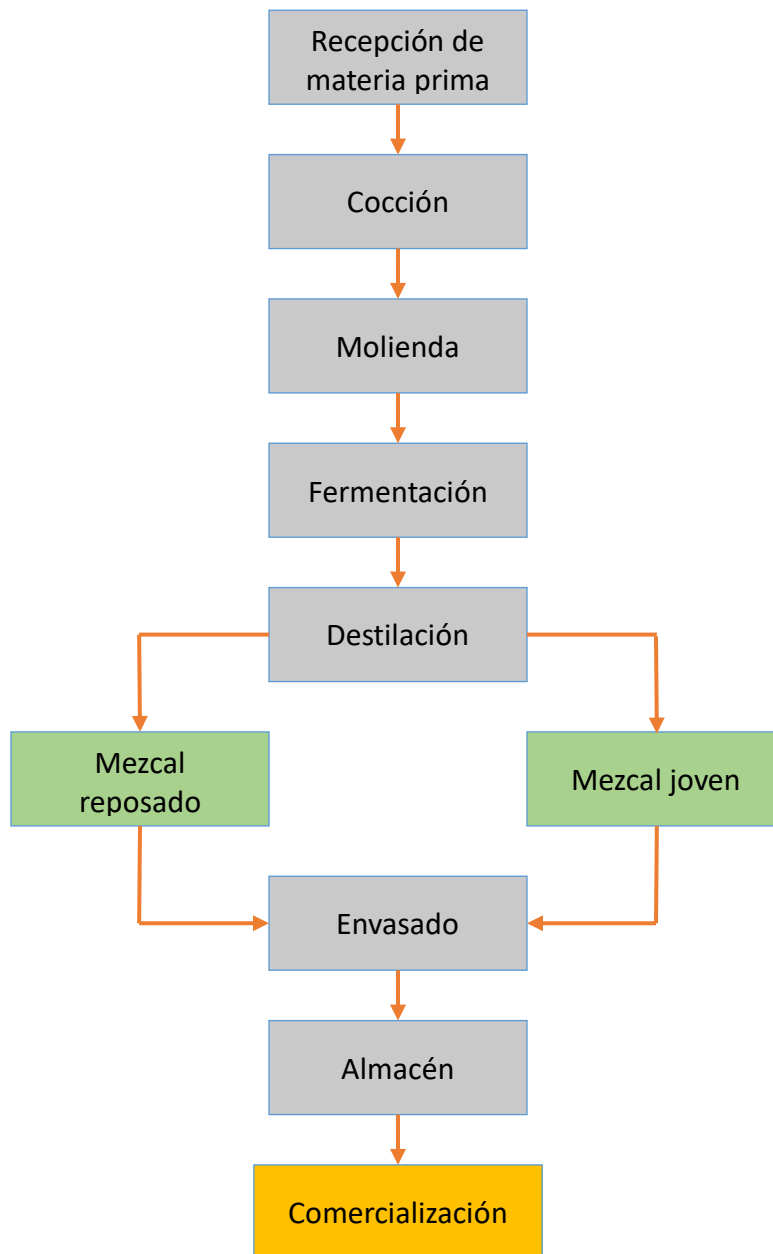 Recepción de
materia prima
Cocción
Molienda
Fermentación
Destilación
Mezcal
reposado
Mezcal joven
Envasado
Almacén
Comercialización